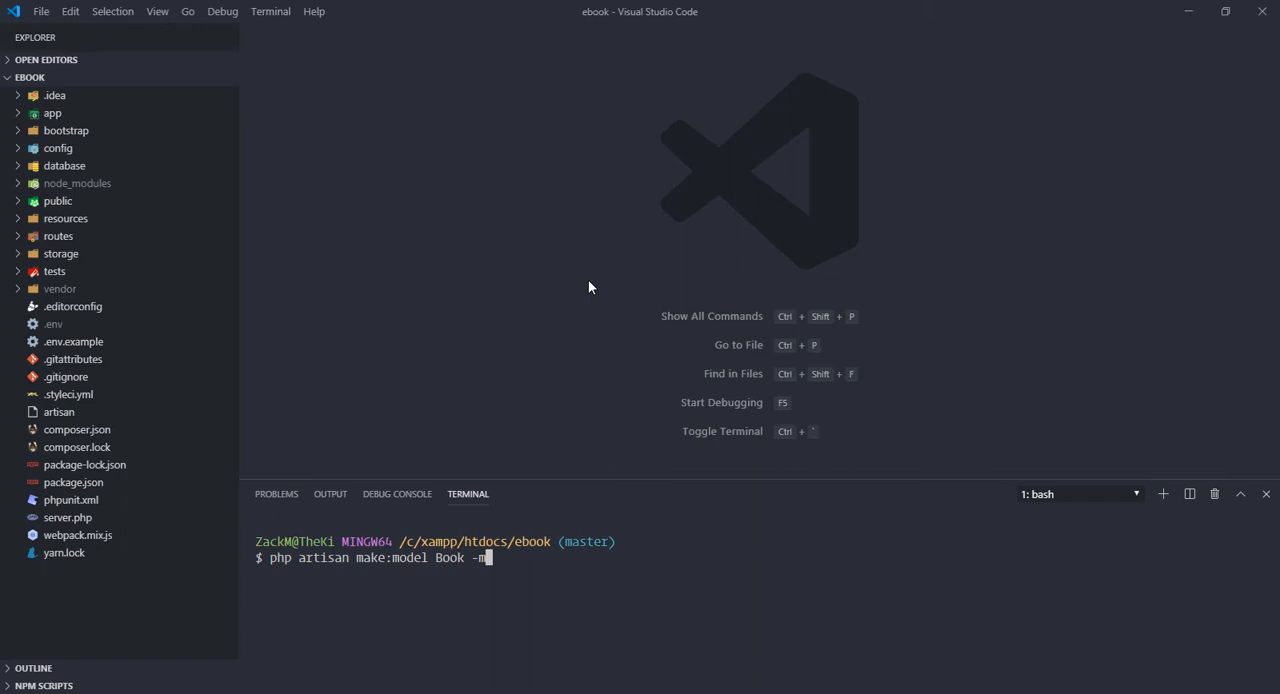 File Edit Selection View Go Debug Terminal Help
ebook - Visual Studio Code
EXPLORER
OPEN EDITORS
EBOOK
.idea
app
bootstrap
config
database
node_modules
public
resources
routes
storage
tests
vendor
.editorconfig
.env
.env.example
.gitattributes
.gitignore
.styleci.yml
artisan
composer.json
composer.lock
package-lock.json
package.json
phpunit.xml
server.php
webpack.mix.js
yarn.lock
OUTLINE
NPM SCRIPTS
Show All Commands Ctrl + Shift + P
Go to File Ctrl + P
Find in Files Ctrl + Shift + F
Start Debugging F5
Toggle Terminal Ctrl + `
PROBLEMS OUTPUT DEBUG CONSOLE TERMINAL
1: bash
ZackM@TheKi MINGW64 /c/xampp/htdocs/ebook (master)
$ php artisan make:model Book -m